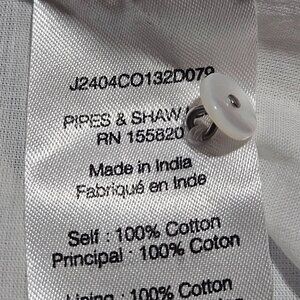 J2404CO132D079
PIPES & SHAW
RN 155820
Made in India
Fabriqué en Inde
Self : 100% Cotton
Principal : 100% Coton
Lining : 100% Cotton